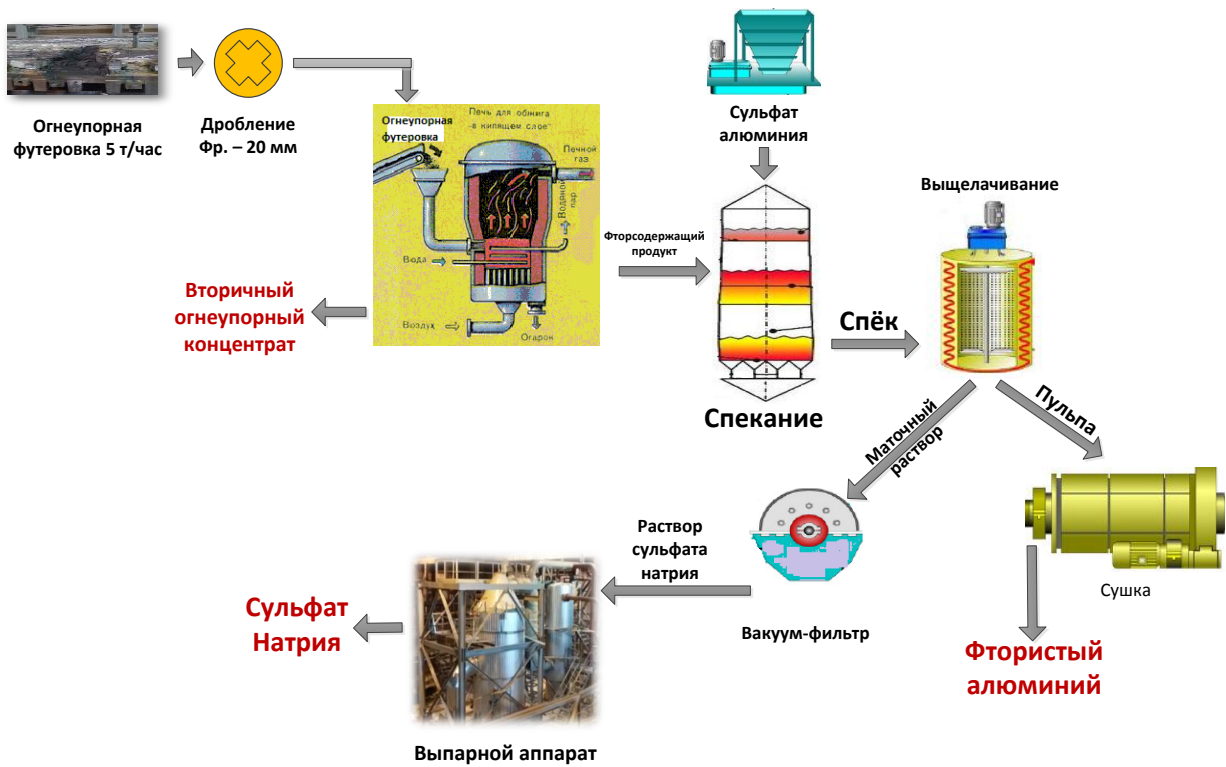 Огнеупорная
футеровка 5 т/час
Дробление
Фр. – 20 мм
Огнеупорная
футеровка
Печь для обжига
"в кипящем слое"
Печной
газ
Водяной
пар
Вода
Воздух
Огарок
Вторичный
огнеупорный
концентрат
Фторсодержащий
продукт
Сульфат
алюминия
Спекание
Спёк
Выщелачивание
Маточный
раствор
Пульпа
Сушка
Фтористый
алюминий
Вакуум-фильтр
Раствор
сульфата
натрия
Выпарной аппарат
Сульфат
Натрия